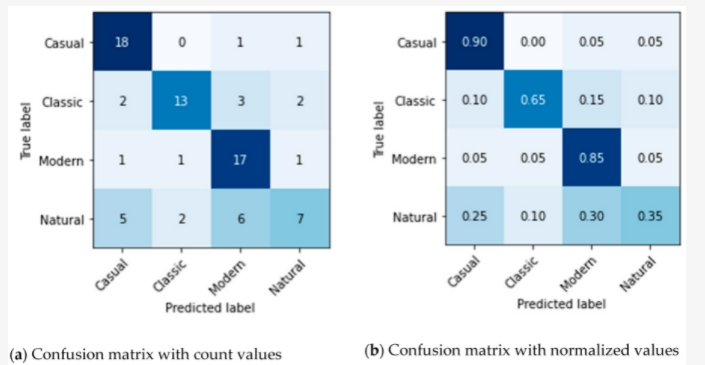 Casual 18 0 1 1
Classic 2 13 3 2
Modern 1 1 17 1
Natural 5 2 6 7
True label
Casual Classic Modern Natural
Predicted label
(a) Confusion matrix with count values
Casual 0.90 0.00 0.05 0.05
Classic 0.10 0.65 0.15 0.10
Modern 0.05 0.05 0.85 0.05
Natural 0.25 0.10 0.30 0.35
True label
Casual Classic Modern Natural
Predicted label
(b) Confusion matrix with normalized values